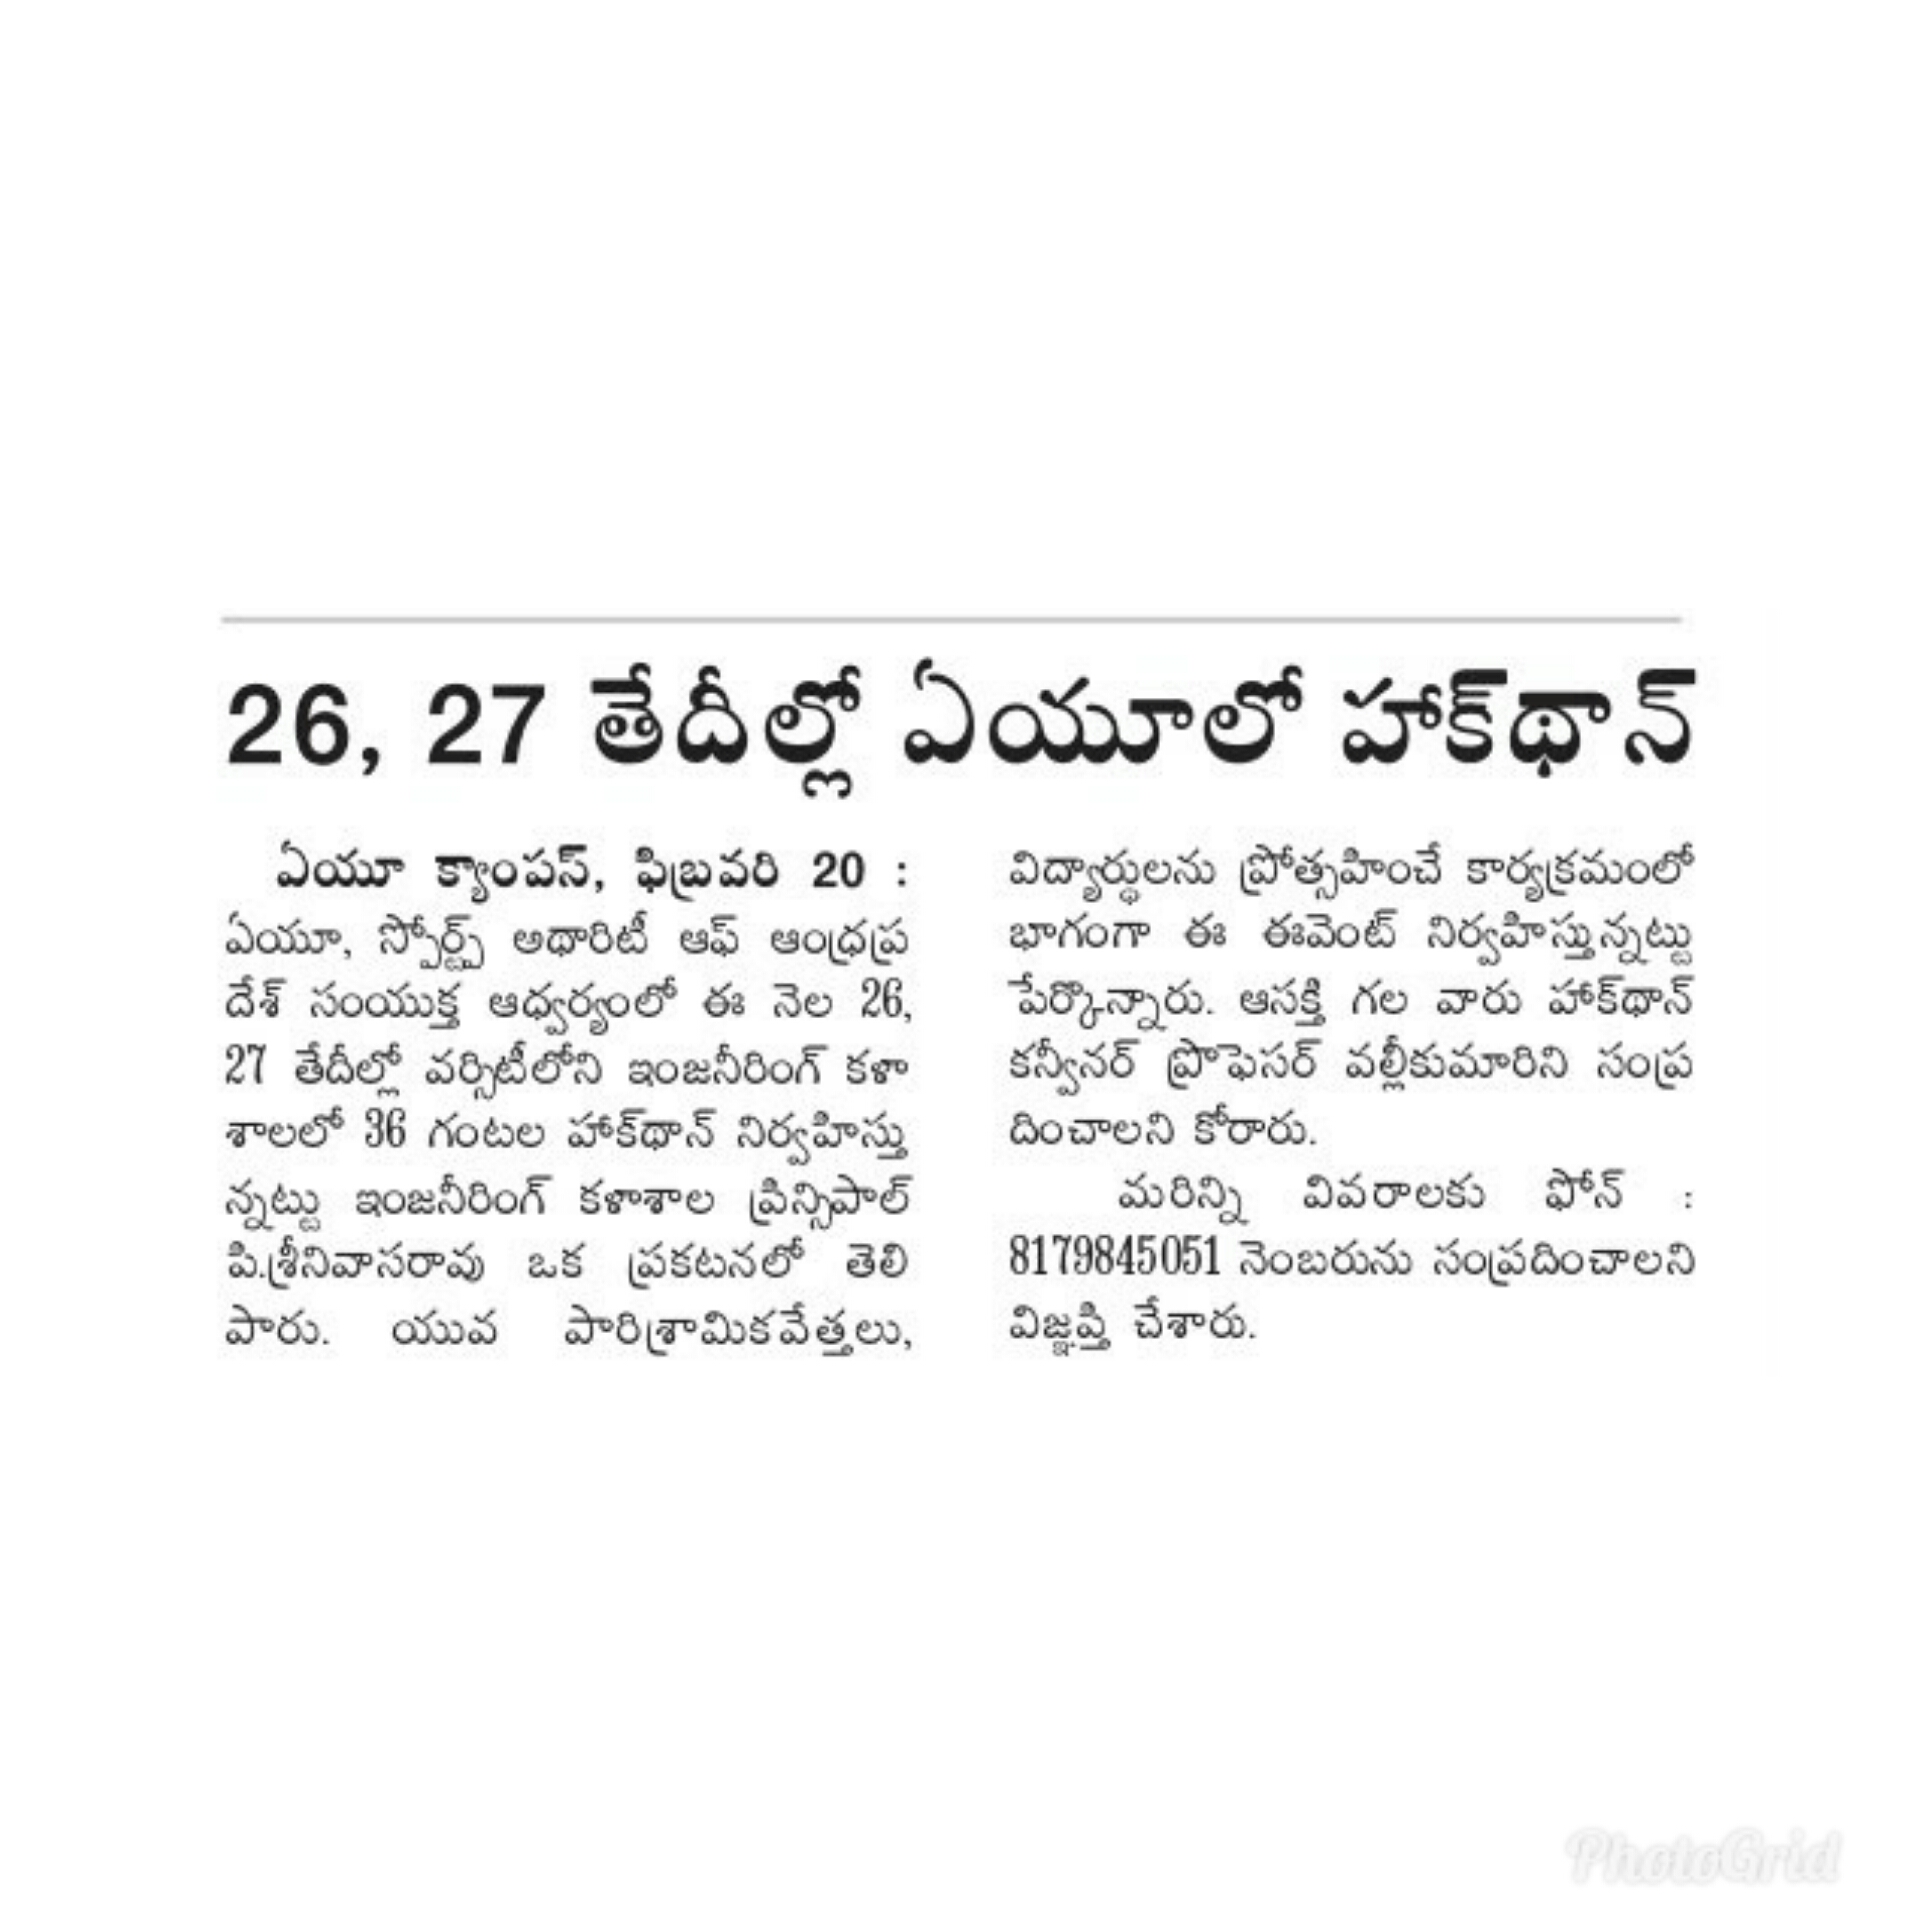 26, 27 తేదీల్లో ఏయూలో హాక్‌థాన్
ఏయూ క్యాంపస్, ఫిబ్రవరి 20 :
ఏయూ, స్పోర్ట్స్ అథారిటీ ఆఫ్ ఆంధ్రప్ర
దేశ్ సంయుక్త ఆధ్వర్యంలో ఈ నెల 26,
27 తేదీల్లో వర్సిటీలోని ఇంజనీరింగ్ కళా
శాలలో 36 గంటల హాక్‌థాన్ నిర్వహిస్తు
న్నట్టు ఇంజనీరింగ్ కళాశాల ప్రిన్సిపాల్
పి.శ్రీనివాసరావు ఒక ప్రకటనలో తెలి
పారు. యువ పారిశ్రామికవేత్తలు,
విద్యార్థులను ప్రోత్సహించే కార్యక్రమంలో
భాగంగా ఈ ఈవెంట్ నిర్వహిస్తున్నట్టు
పేర్కొన్నారు. ఆసక్తి గల వారు హాక్‌థాన్
కన్వీనర్ ప్రొఫెసర్ వల్లీకుమారిని సంప్ర
దించాలని కోరారు.
మరిన్ని వివరాలకు ఫోన్ :
8179845051 నెంబరును సంప్రదించాలని
విజ్ఞప్తి చేశారు.
PhotoGrid